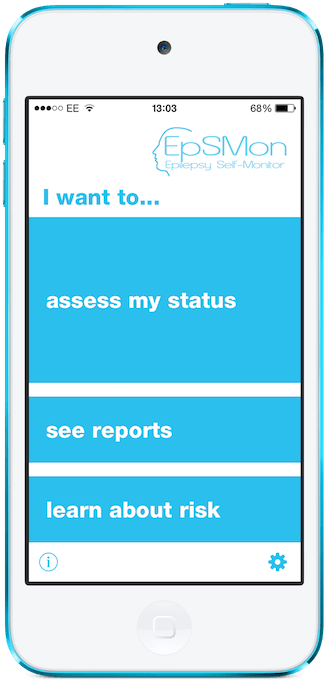 EE 13:03 68%
EpSMon
Epilepsy Self-Monitor
I want to...
assess my status
see reports
learn about risk
i